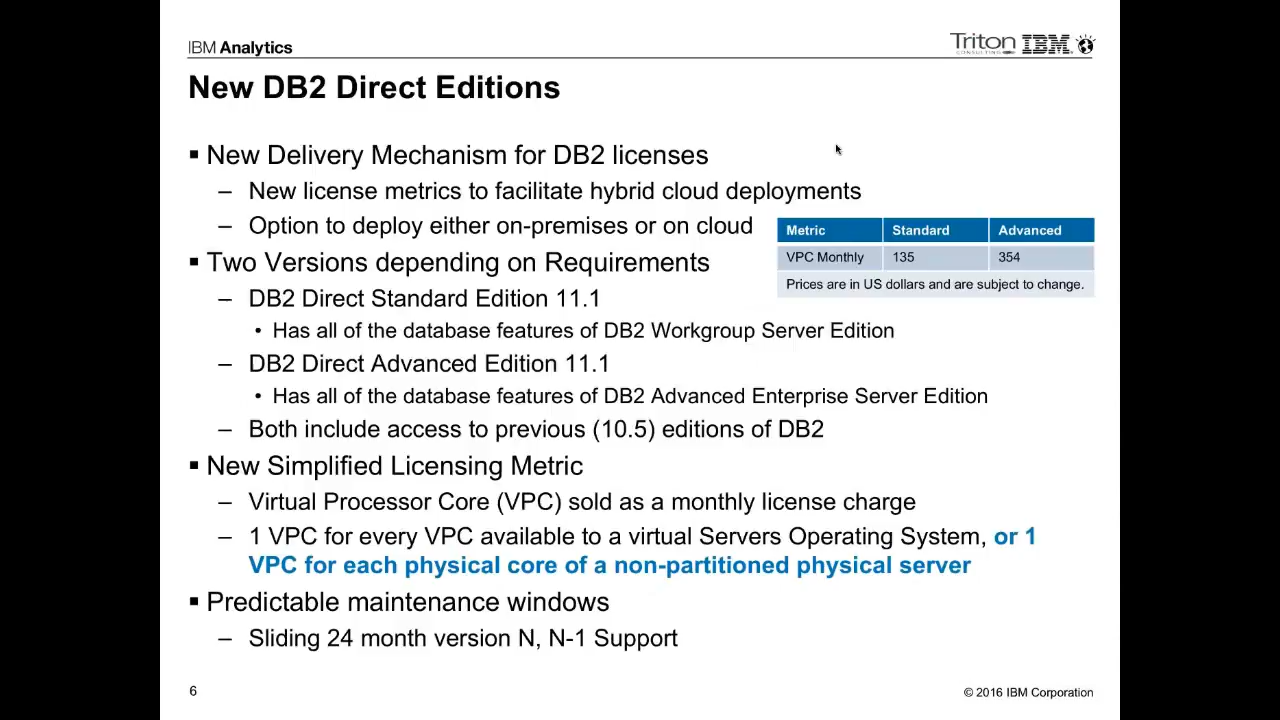 IBM Analytics
Triton IBM
CONSULTING
New DB2 Direct Editions
▪ New Delivery Mechanism for DB2 licenses
– New license metrics to facilitate hybrid cloud deployments
– Option to deploy either on-premises or on cloud
Metric Standard Advanced
VPC Monthly 135 354
Prices are in US dollars and are subject to change.
▪ Two Versions depending on Requirements
– DB2 Direct Standard Edition 11.1
• Has all of the database features of DB2 Workgroup Server Edition
– DB2 Direct Advanced Edition 11.1
• Has all of the database features of DB2 Advanced Enterprise Server Edition
– Both include access to previous (10.5) editions of DB2
▪ New Simplified Licensing Metric
– Virtual Processor Core (VPC) sold as a monthly license charge
– 1 VPC for every VPC available to a virtual Servers Operating System, or 1
VPC for each physical core of a non-partitioned physical server
▪ Predictable maintenance windows
– Sliding 24 month version N, N-1 Support
6
© 2016 IBM Corporation